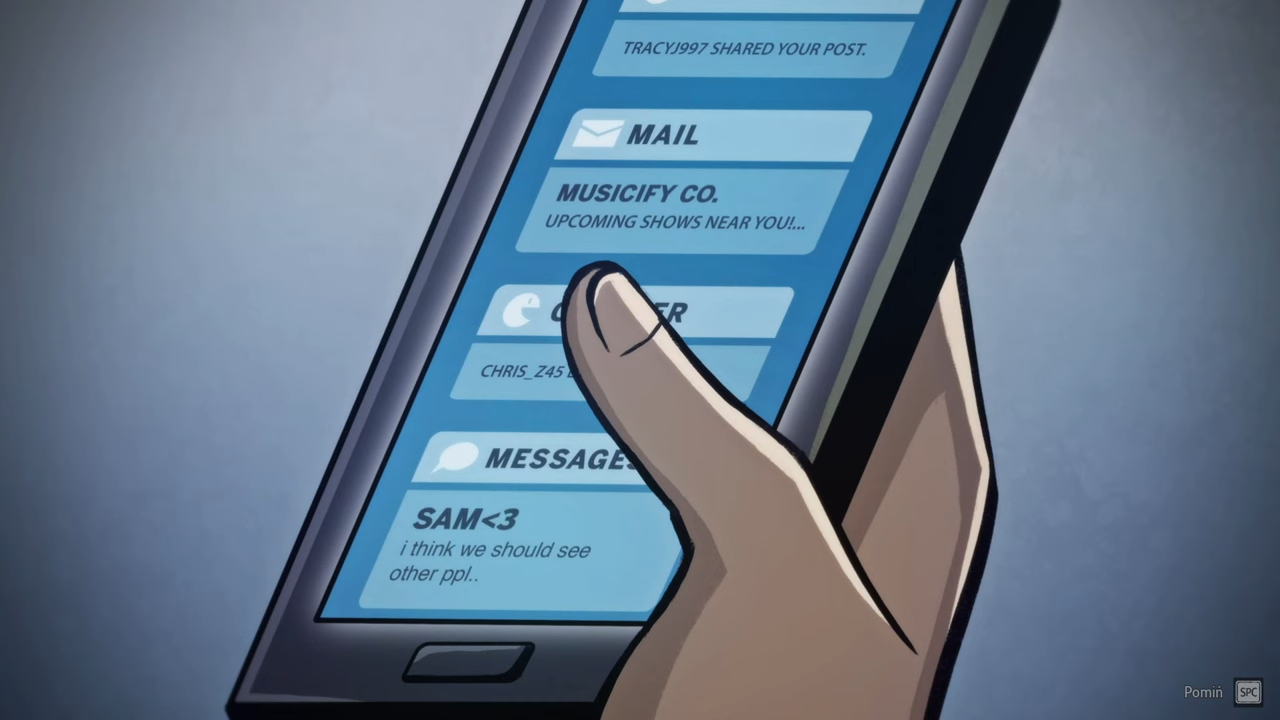 TRACYJ997 SHARED YOUR POST.
MAIL
MUSICIFY CO.
UPCOMING SHOWS NEAR YOU!...
CHRIS_Z45
MESSAGES
SAM<3
i think we should see
other ppl..
Pomiń SPC